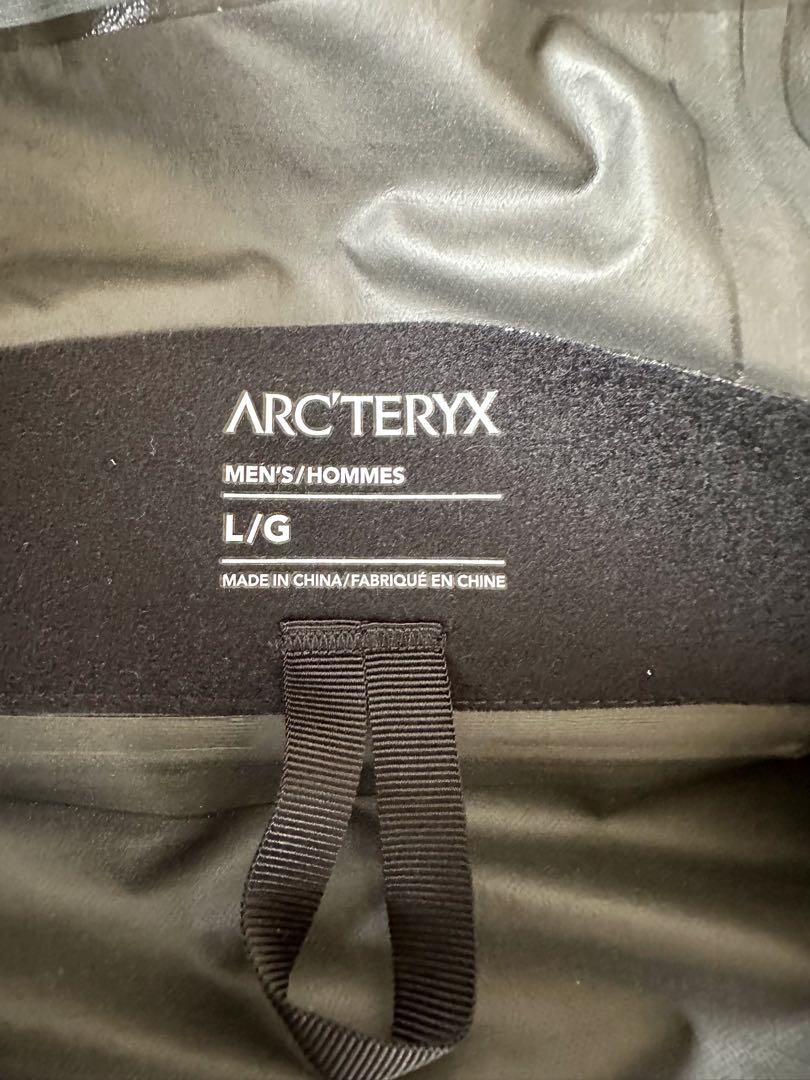 ARC'TERYX
MEN'S/HOMMES
L/G
MADE IN CHINA/FABRIQUÉ EN CHINE